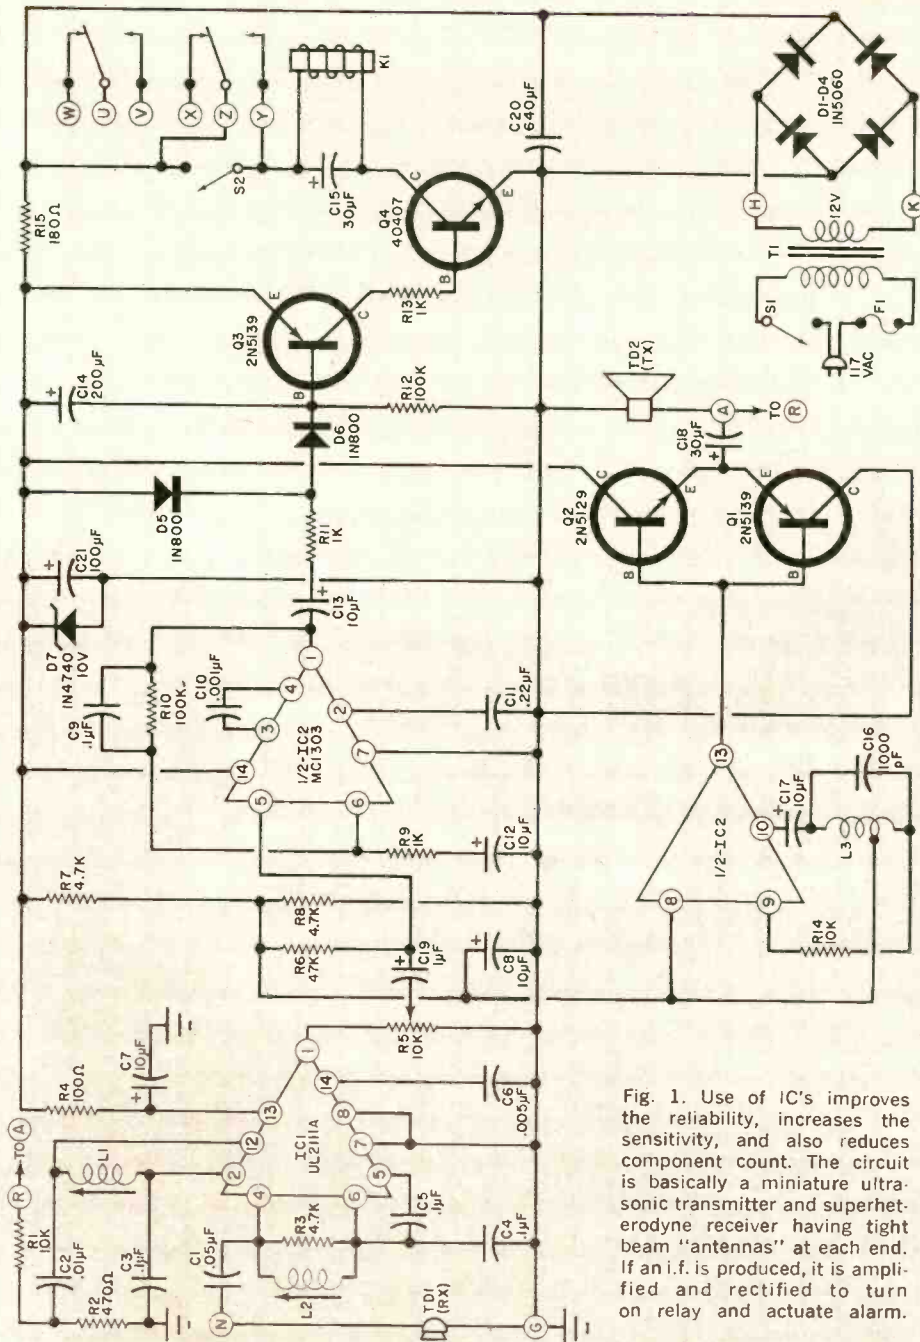 W
U
V
X
Z
Y
K1
R15
180Ω
S2
C15
30µF
C
Q4
40407
E
B
C20
640µF
D1-D4
1N5060
H
12V
K
T1
S1
F1
117
VAC
R13
1K
E
Q3
2N5139
C
B
C14
200µF
R12
100K
TD2
(TX)
A
TO
R
C18
30µF
D6
1N800
D5
1N800
R11
1K
C
Q2
2N5129
E
B
E
Q1
2N5139
C
B
C21
100µF
D7
1N4740
10V
C13
10µF
C9
.1µF
R10
100K
C10
.001µF
1
4
3
2
14
7
5
6
1/2-IC2
MC1303
C11
.22µF
R9
1K
C12
10µF
13
1/2-IC2
10
8
9
C17
10µF
C16
1000
pF
L3
R14
10K
R7
4.7K
R8
4.7K
R6
47K
C19
1µF
C8
10µF
R5
10K
R4
100Ω
C7
10µF
TO
A
R
R1
10K
L1
C2
.01µF
C3
.1µF
R2
470Ω
1
13
14
12
8
2
7
4
6
5
IC1
UL2111A
C6
.005µF
C1
.05µF
R3
4.7K
L2
C5
.1µF
C4
.1µF
N
TD1
(RX)
G
Fig. 1. Use of IC's improves
the reliability, increases the
sensitivity, and also reduces
component count. The circuit
is basically a miniature ultra-
sonic transmitter and superhet-
erodyne receiver having tight
beam "antennas" at each end.
If an i.f. is produced, it is ampli-
fied and rectified to turn
on relay and actuate alarm.